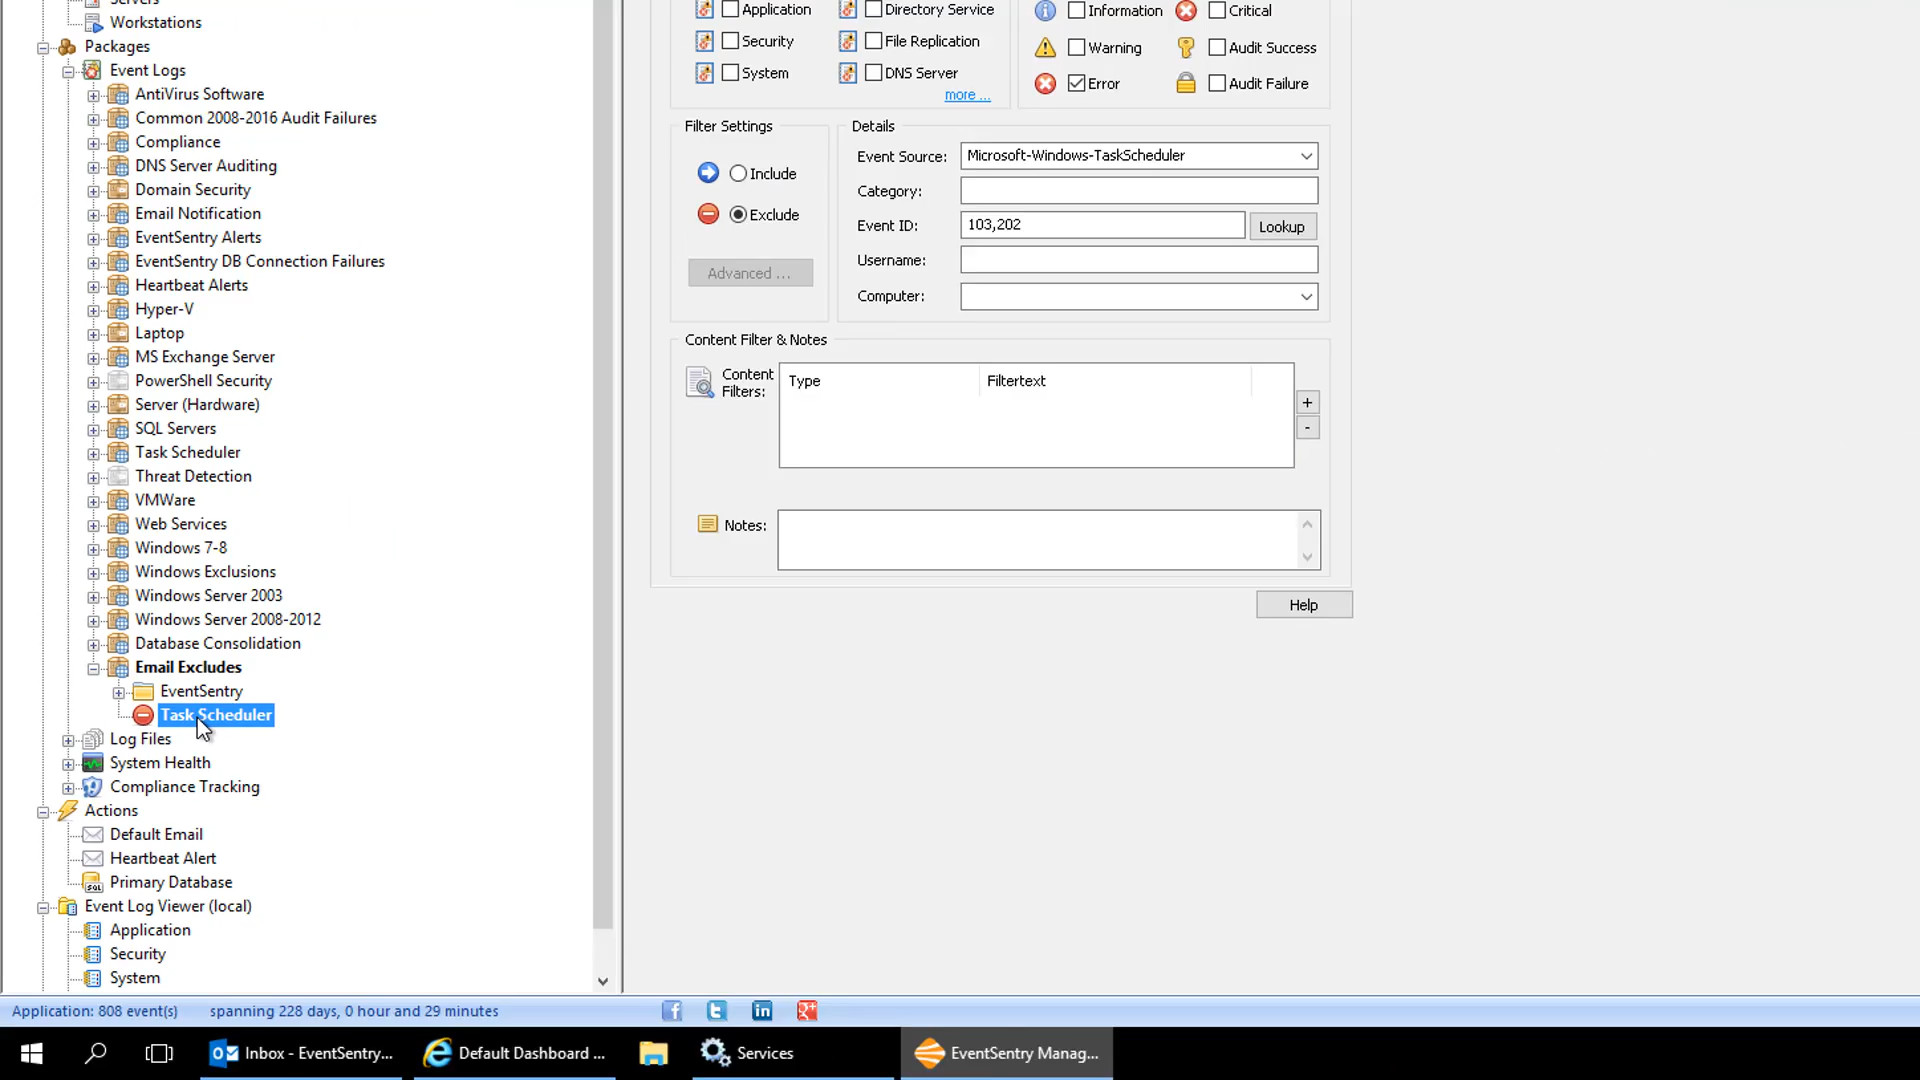 Servers
Workstations
Packages
Event Logs
AntiVirus Software
Common 2008-2016 Audit Failures
Compliance
DNS Server Auditing
Domain Security
Email Notification
EventSentry Alerts
EventSentry DB Connection Failures
Heartbeat Alerts
Hyper-V
Laptop
MS Exchange Server
PowerShell Security
Server (Hardware)
SQL Servers
Task Scheduler
Threat Detection
VMWare
Web Services
Windows 7-8
Windows Exclusions
Windows Server 2003
Windows Server 2008-2012
Database Consolidation
Email Excludes
EventSentry
Task Scheduler
Log Files
System Health
Compliance Tracking
Actions
Default Email
Heartbeat Alert
SQL Primary Database
Event Log Viewer (local)
Application
Security
System
Application Directory Service Information Critical
Security File Replication Warning Audit Success
System DNS Server Error Audit Failure
more ...
Filter Settings
Include
Exclude
Advanced ...
Details
Event Source: Microsoft-Windows-TaskScheduler
Category:
Event ID: 103,202 Lookup
Username:
Computer:
Content Filter & Notes
Content
Filters:
Type Filtertext
+
-
Notes:
Help
Application: 808 event(s) spanning 228 days, 0 hour and 29 minutes
Inbox - EventSentry... Default Dashboard ... Services EventSentry Manag...